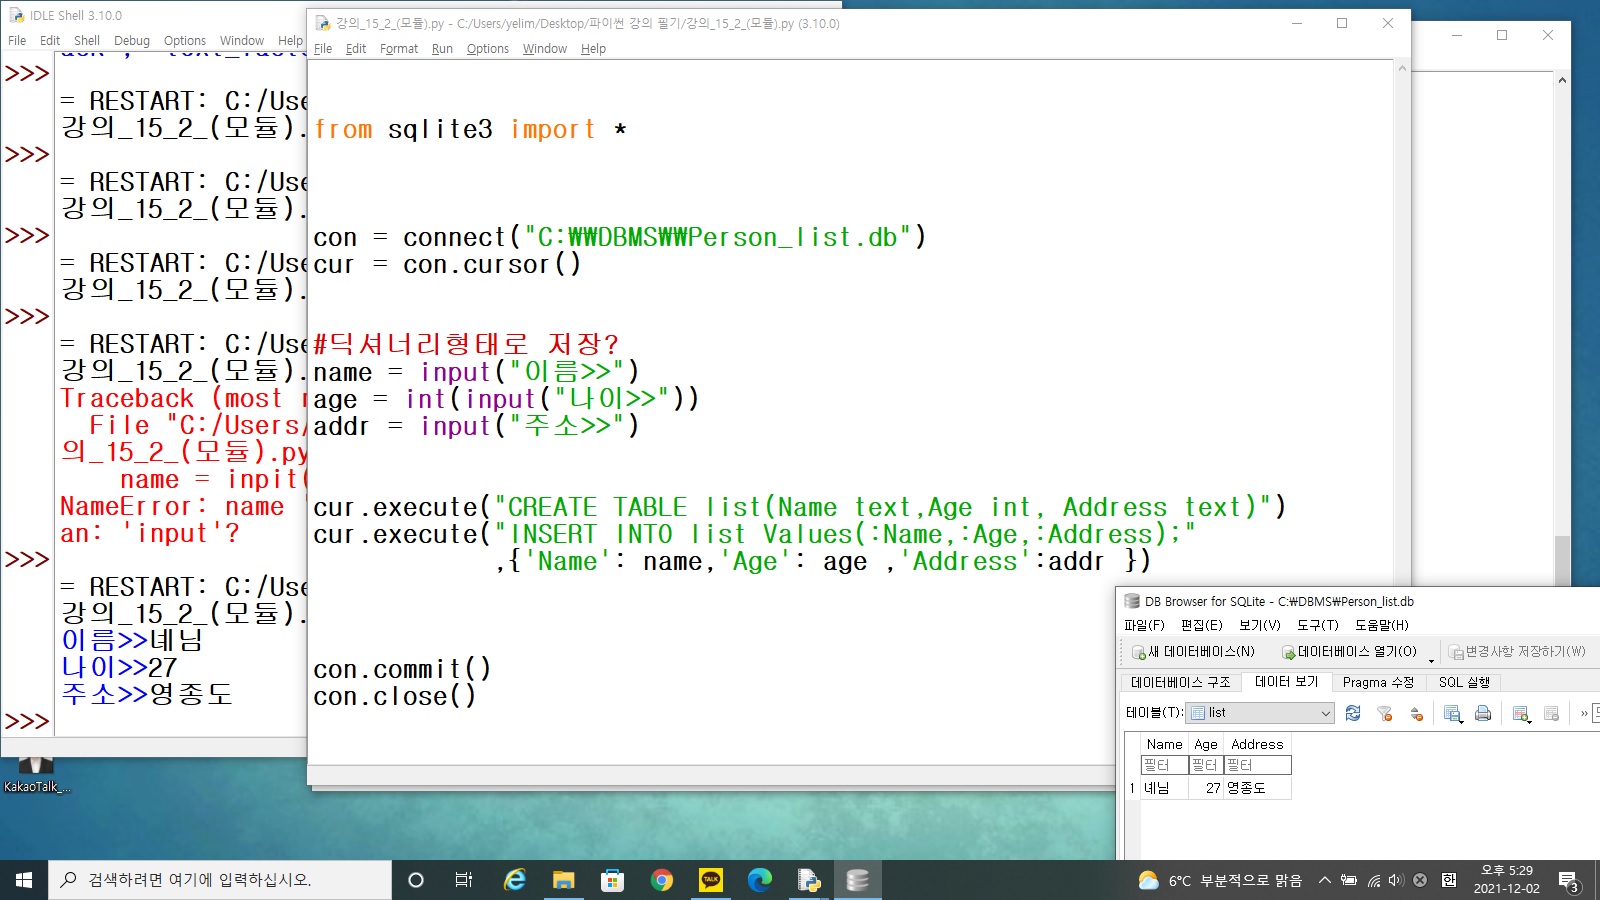 IDLE Shell 3.10.0
File Edit Shell Debug Options Window Help
>>>
= RESTART: C:/Use
강의_15_2_(모듈).
>>>
= RESTART: C:/Use
강의_15_2_(모듈).
>>>
= RESTART: C:/Use
강의_15_2_(모듈).
>>>
= RESTART: C:/Use
강의_15_2_(모듈).
Traceback (most r
File "C:/Users/
의_15_2_(모듈).py
name = inpit(
NameError: name '
an: 'input'?
>>>
= RESTART: C:/Use
강의_15_2_(모듈).
이름>>녜님
나이>>27
주소>>영종도
>>>
강의_15_2_(모듈).py - C:/Users/yelim/Desktop/파이썬 강의 필기/강의_15_2_(모듈).py (3.10.0)
File Edit Format Run Options Window Help
from sqlite3 import *
con = connect("C:₩₩DBMS₩₩Person_list.db")
cur = con.cursor()
#딕셔너리형태로 저장?
name = input("이름>>")
age = int(input("나이>>"))
addr = input("주소>>")
cur.execute("CREATE TABLE list(Name text,Age int, Address text)")
cur.execute("INSERT INTO list Values(:Name,:Age,:Address);"
,{'Name': name,'Age': age ,'Address':addr })
con.commit()
con.close()
DB Browser for SQLite - C:₩DBMS₩Person_list.db
파일(F) 편집(E) 보기(V) 도구(T) 도움말(H)
새 데이터베이스(N) 데이터베이스 열기(O) 변경사항 저장하기(W)
데이터베이스 구조 데이터 보기 Pragma 수정 SQL 실행
테이블(T): list »
Name Age Address
필터 필터 필터
1 녜님 27 영종도
KakaoTalk_...
검색하려면 여기에 입력하십시오.
TALK
6°C 부분적으로 맑음
한
오후 5:29
2021-12-02
3